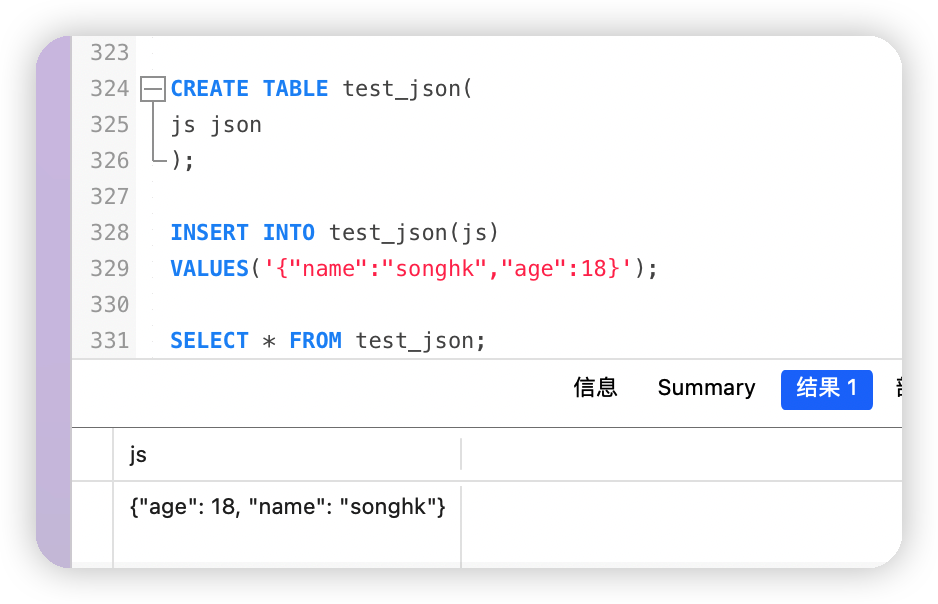 323
324 CREATE TABLE test_json(
325 js json
326 );
327
328 INSERT INTO test_json(js)
329 VALUES('{"name":"songhk","age":18}');
330
331 SELECT * FROM test_json;
信息 Summary 结果 1
js
{"age": 18, "name": "songhk"}